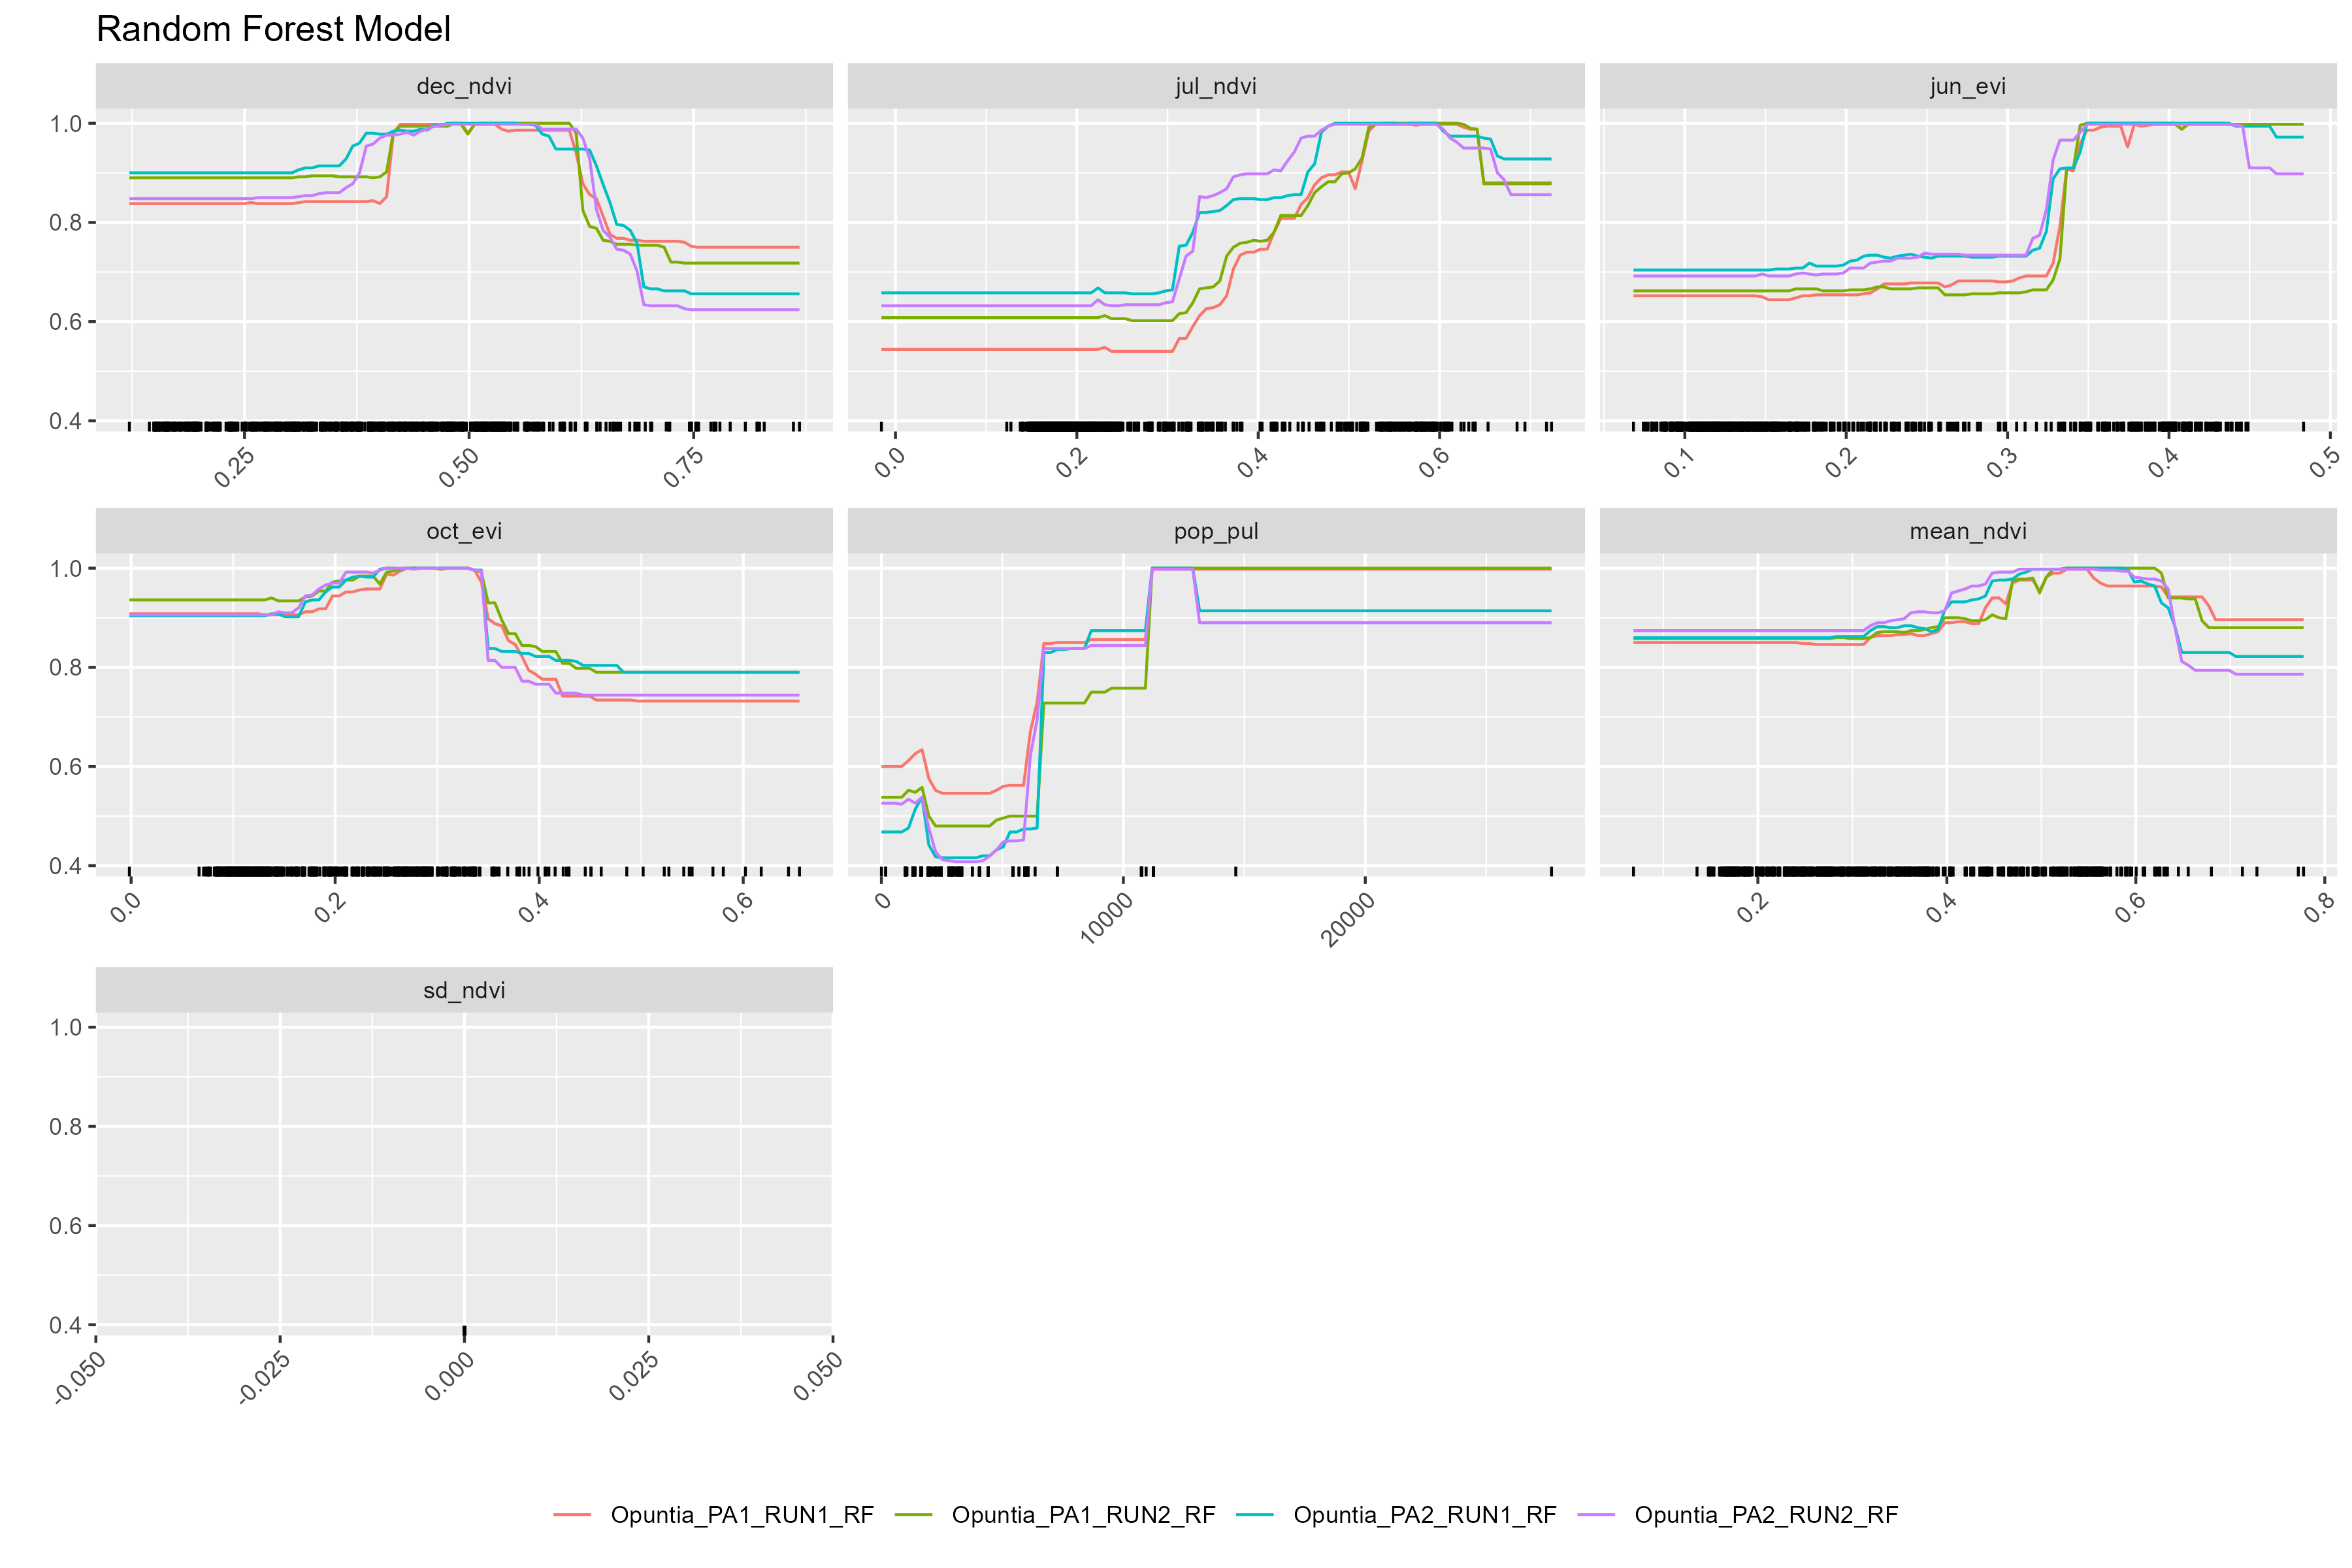 Random Forest Model
dec_ndvi jul_ndvi jun_evi
1.0
0.8
0.6
0.4
0.25 0.50 0.75 0.0 0.2 0.4 0.6 0.1 0.2 0.3 0.4 0.5
oct_evi pop_pul mean_ndvi
1.0
0.8
0.6
0.4
0.0 0.2 0.4 0.6 0 10000 20000 0.2 0.4 0.6 0.8
sd_ndvi
1.0
0.8
0.6
0.4
-0.050 -0.025 0.000 0.025 0.050
Opuntia_PA1_RUN1_RF Opuntia_PA1_RUN2_RF Opuntia_PA2_RUN1_RF Opuntia_PA2_RUN2_RF